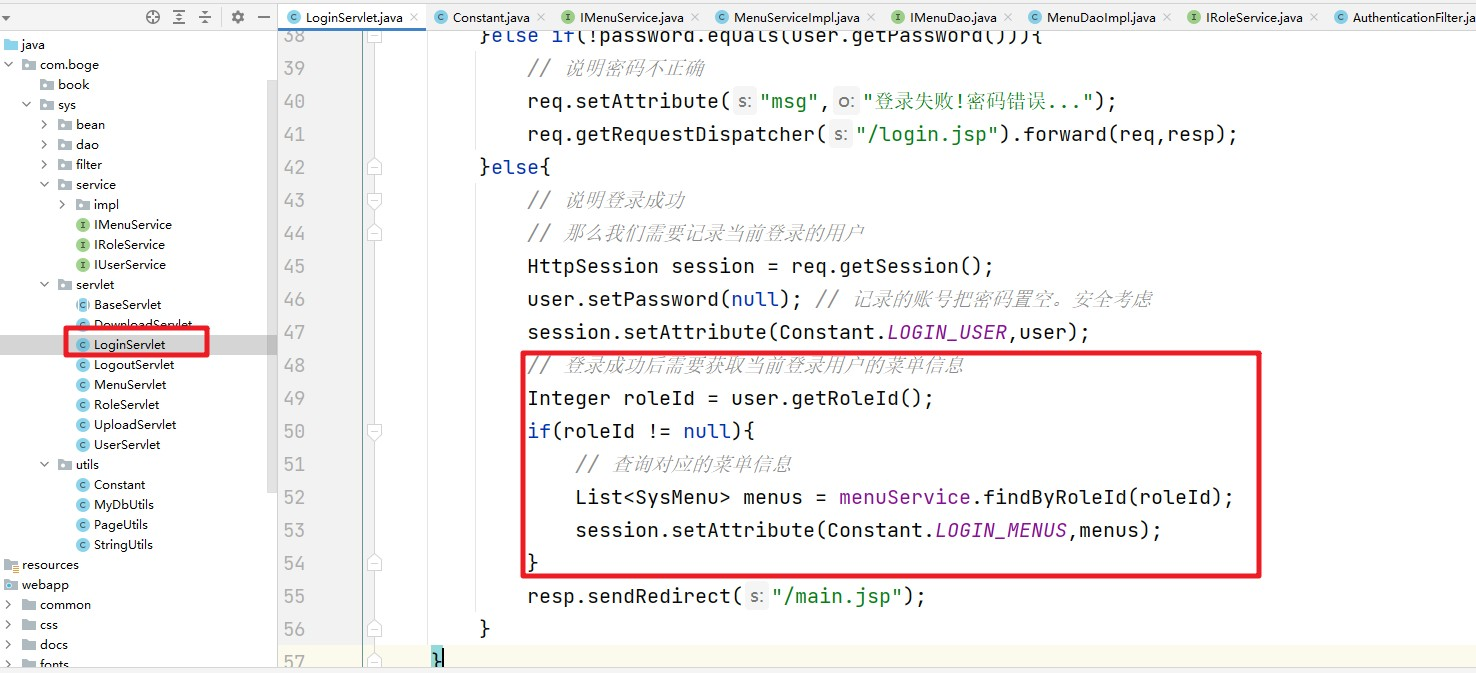 LoginServlet.java
Constant.java
IMenuService.java
MenuServiceImpl.java
IMenuDao.java
MenuDaoImpl.java
IRoleService.java
AuthenticationFilter.ja
java
com.boge
book
sys
bean
dao
filter
service
impl
IMenuService
IRoleService
IUserService
servlet
BaseServlet
DownloadServlet
LoginServlet
LogoutServlet
MenuServlet
RoleServlet
UploadServlet
UserServlet
utils
Constant
MyDbUtils
PageUtils
StringUtils
resources
webapp
common
css
docs
fonts
38 }else if(!password.equals(user.getPassword())){
39 // 说明密码不正确
40 req.setAttribute( s: "msg", o: "登录失败!密码错误...");
41 req.getRequestDispatcher( s: "/login.jsp").forward(req,resp);
42 }else{
43 // 说明登录成功
44 // 那么我们需要记录当前登录的用户
45 HttpSession session = req.getSession();
46 user.setPassword(null); // 记录的账号把密码置空。安全考虑
47 session.setAttribute(Constant.LOGIN_USER,user);
48 // 登录成功后需要获取当前登录用户的菜单信息
49 Integer roleId = user.getRoleId();
50 if(roleId != null){
51 // 查询对应的菜单信息
52 List<SysMenu> menus = menuService.findByRoleId(roleId);
53 session.setAttribute(Constant.LOGIN_MENUS,menus);
54 }
55 resp.sendRedirect( s: "/main.jsp");
56 }
57 }